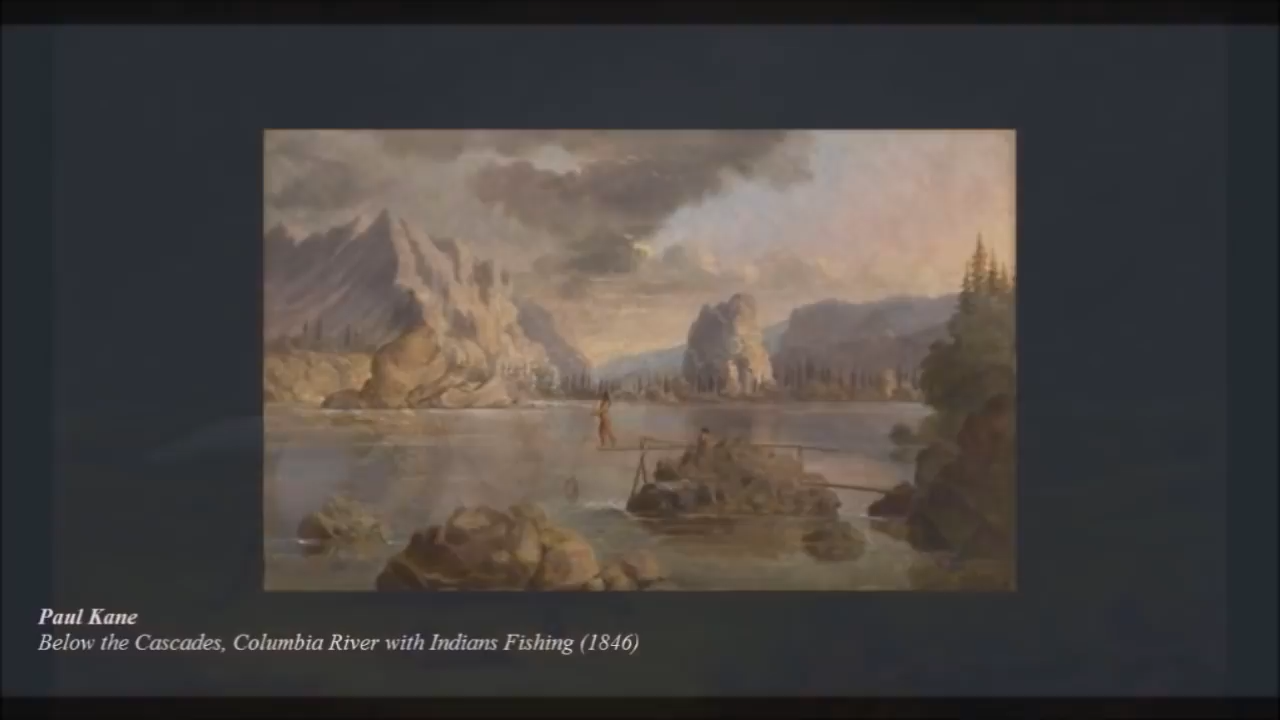 Paul Kane
Below the Cascades, Columbia River with Indians Fishing (1846)